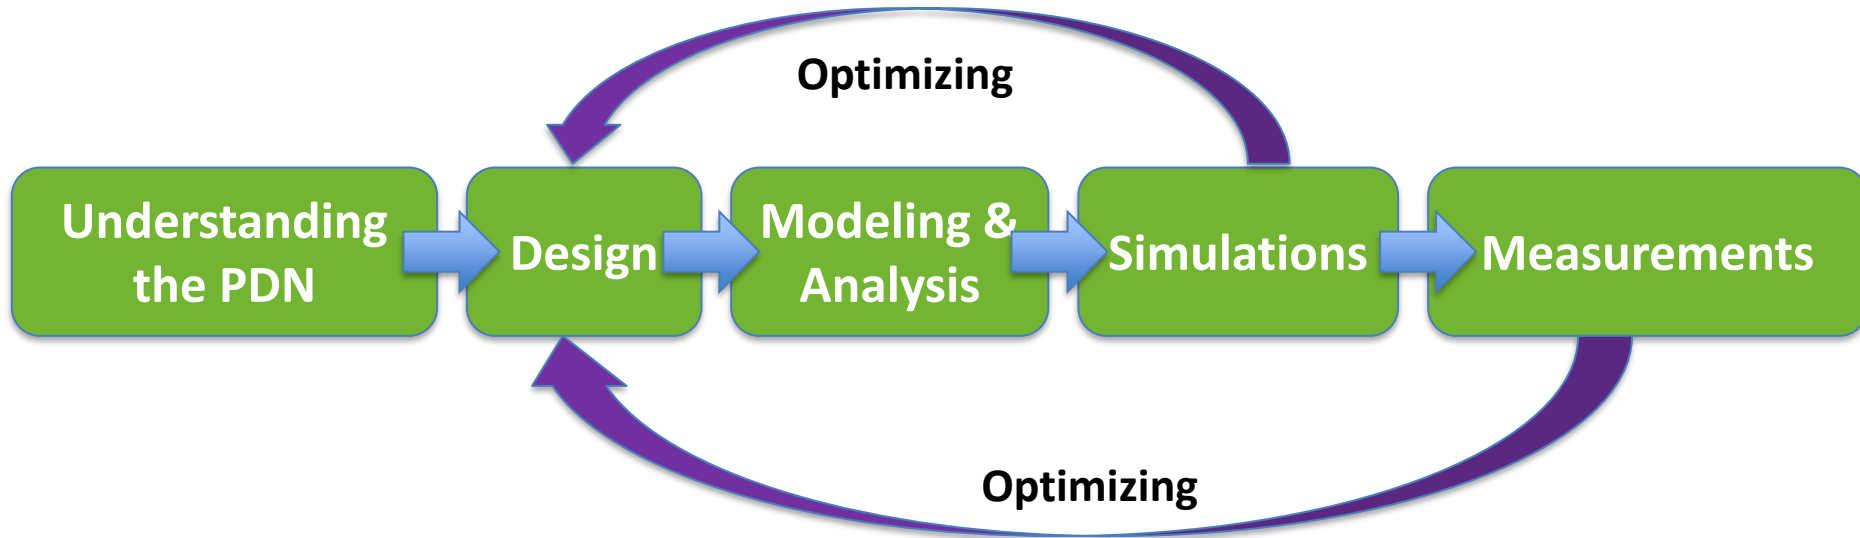 Optimizing
Understanding
the PDN
Design
Modeling &
Analysis
Simulations
Measurements
Optimizing